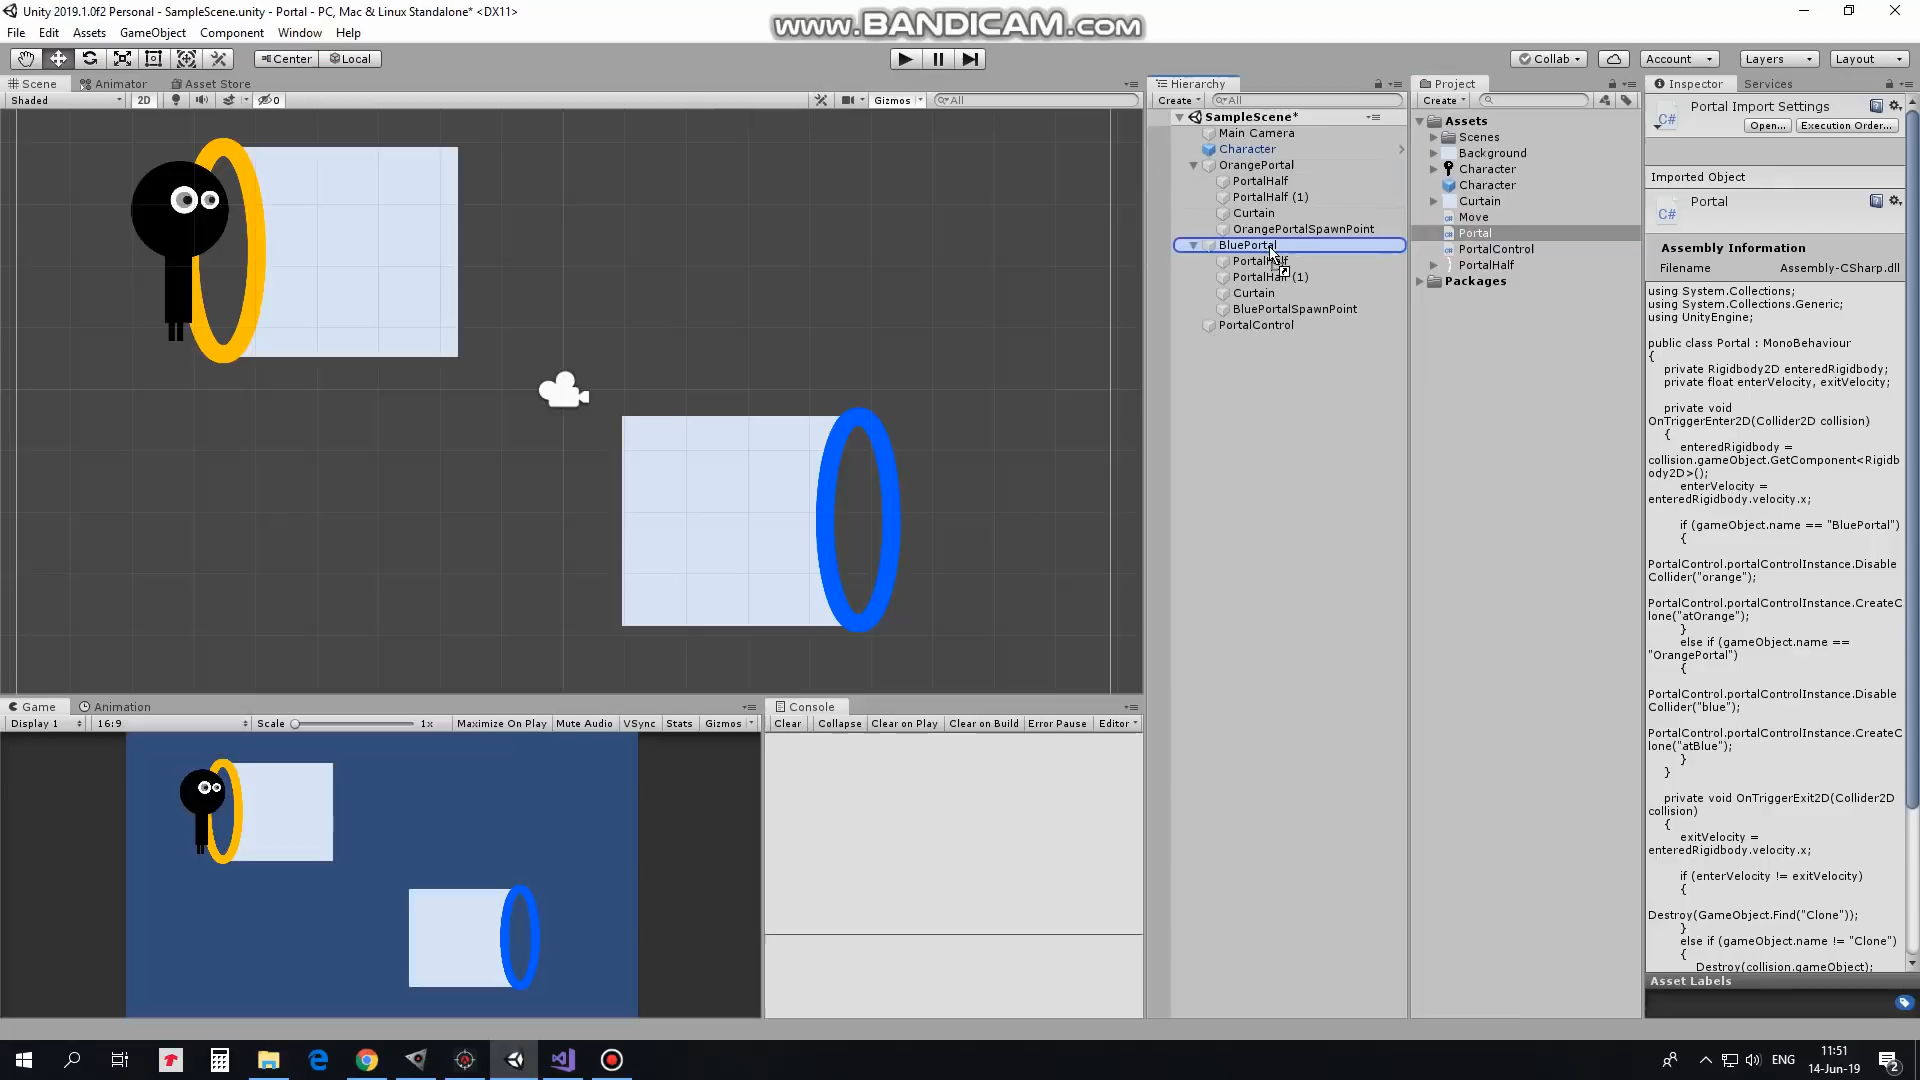 Unity 2019.1.0f2 Personal - SampleScene.unity - Portal - PC, Mac & Linux Standalone* <DX11>
www.BANDICAM.com
File Edit Assets GameObject Component Window Help
Center Local Collab Account Layers Layout
Scene Animator Asset Store
Shaded 2D 0 Gizmos All
Hierarchy
Create All
SampleScene*
Main Camera
Character
OrangePortal
PortalHalf
PortalHalf (1)
Curtain
OrangePortalSpawnPoint
BluePortal
PortalHalf
PortalHalf (1)
Curtain
BluePortalSpawnPoint
PortalControl
Project
Create
Assets
Scenes
Background
Character
Character
Curtain
Move
Portal
PortalControl
PortalHalf
Packages
Inspector Services
Portal Import Settings
Open... Execution Order...
Imported Object
Portal
Assembly Information
Filename Assembly-CSharp.dll
using System.Collections;
using System.Collections.Generic;
using UnityEngine;
public class Portal : MonoBehaviour
{
private Rigidbody2D enteredRigidbody;
private float enterVelocity, exitVelocity;
private void
OnTriggerEnter2D(Collider2D collision)
{
enteredRigidbody =
collision.gameObject.GetComponent<Rigidb
ody2D>();
enterVelocity =
enteredRigidbody.velocity.x;
if (gameObject.name == "BluePortal")
{
PortalControl.portalControlInstance.Disable
Collider("orange");
PortalControl.portalControlInstance.CreateC
lone("atOrange");
}
else if (gameObject.name ==
"OrangePortal")
{
PortalControl.portalControlInstance.Disable
Collider("blue");
PortalControl.portalControlInstance.CreateC
lone("atBlue");
}
}
private void OnTriggerExit2D(Collider2D
collision)
{
exitVelocity =
enteredRigidbody.velocity.x;
if (enterVelocity != exitVelocity)
{
Destroy(GameObject.Find("Clone"));
}
else if (gameObject.name != "Clone")
{
Destroy(collision.gameObject);
Asset Labels
Game Animation
Display 1 16:9 Scale 1x Maximize On Play Mute Audio VSync Stats Gizmos
Console
Clear Collapse Clear on Play Clear on Build Error Pause Editor
ENG
11:51
14-Jun-19
2